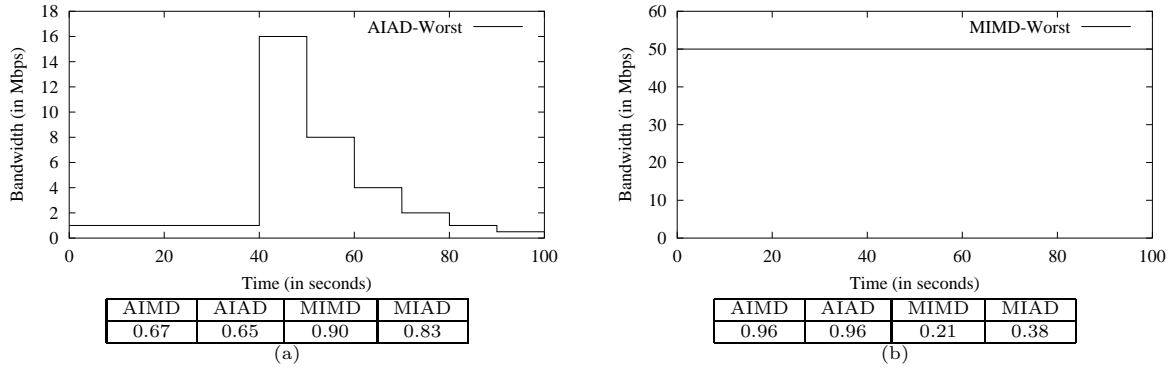 18
16
14
12
10
8
6
4
2
0
Bandwidth (in Mbps)
AIAD-Worst
0 20 40 60 80 100
Time (in seconds)
AIMD AIAD MIMD MIAD
0.67 0.65 0.90 0.83
(a)
60
50
40
30
20
10
0
Bandwidth (in Mbps)
MIMD-Worst
0 20 40 60 80 100
Time (in seconds)
AIMD AIAD MIMD MIAD
0.96 0.96 0.21 0.38
(b)